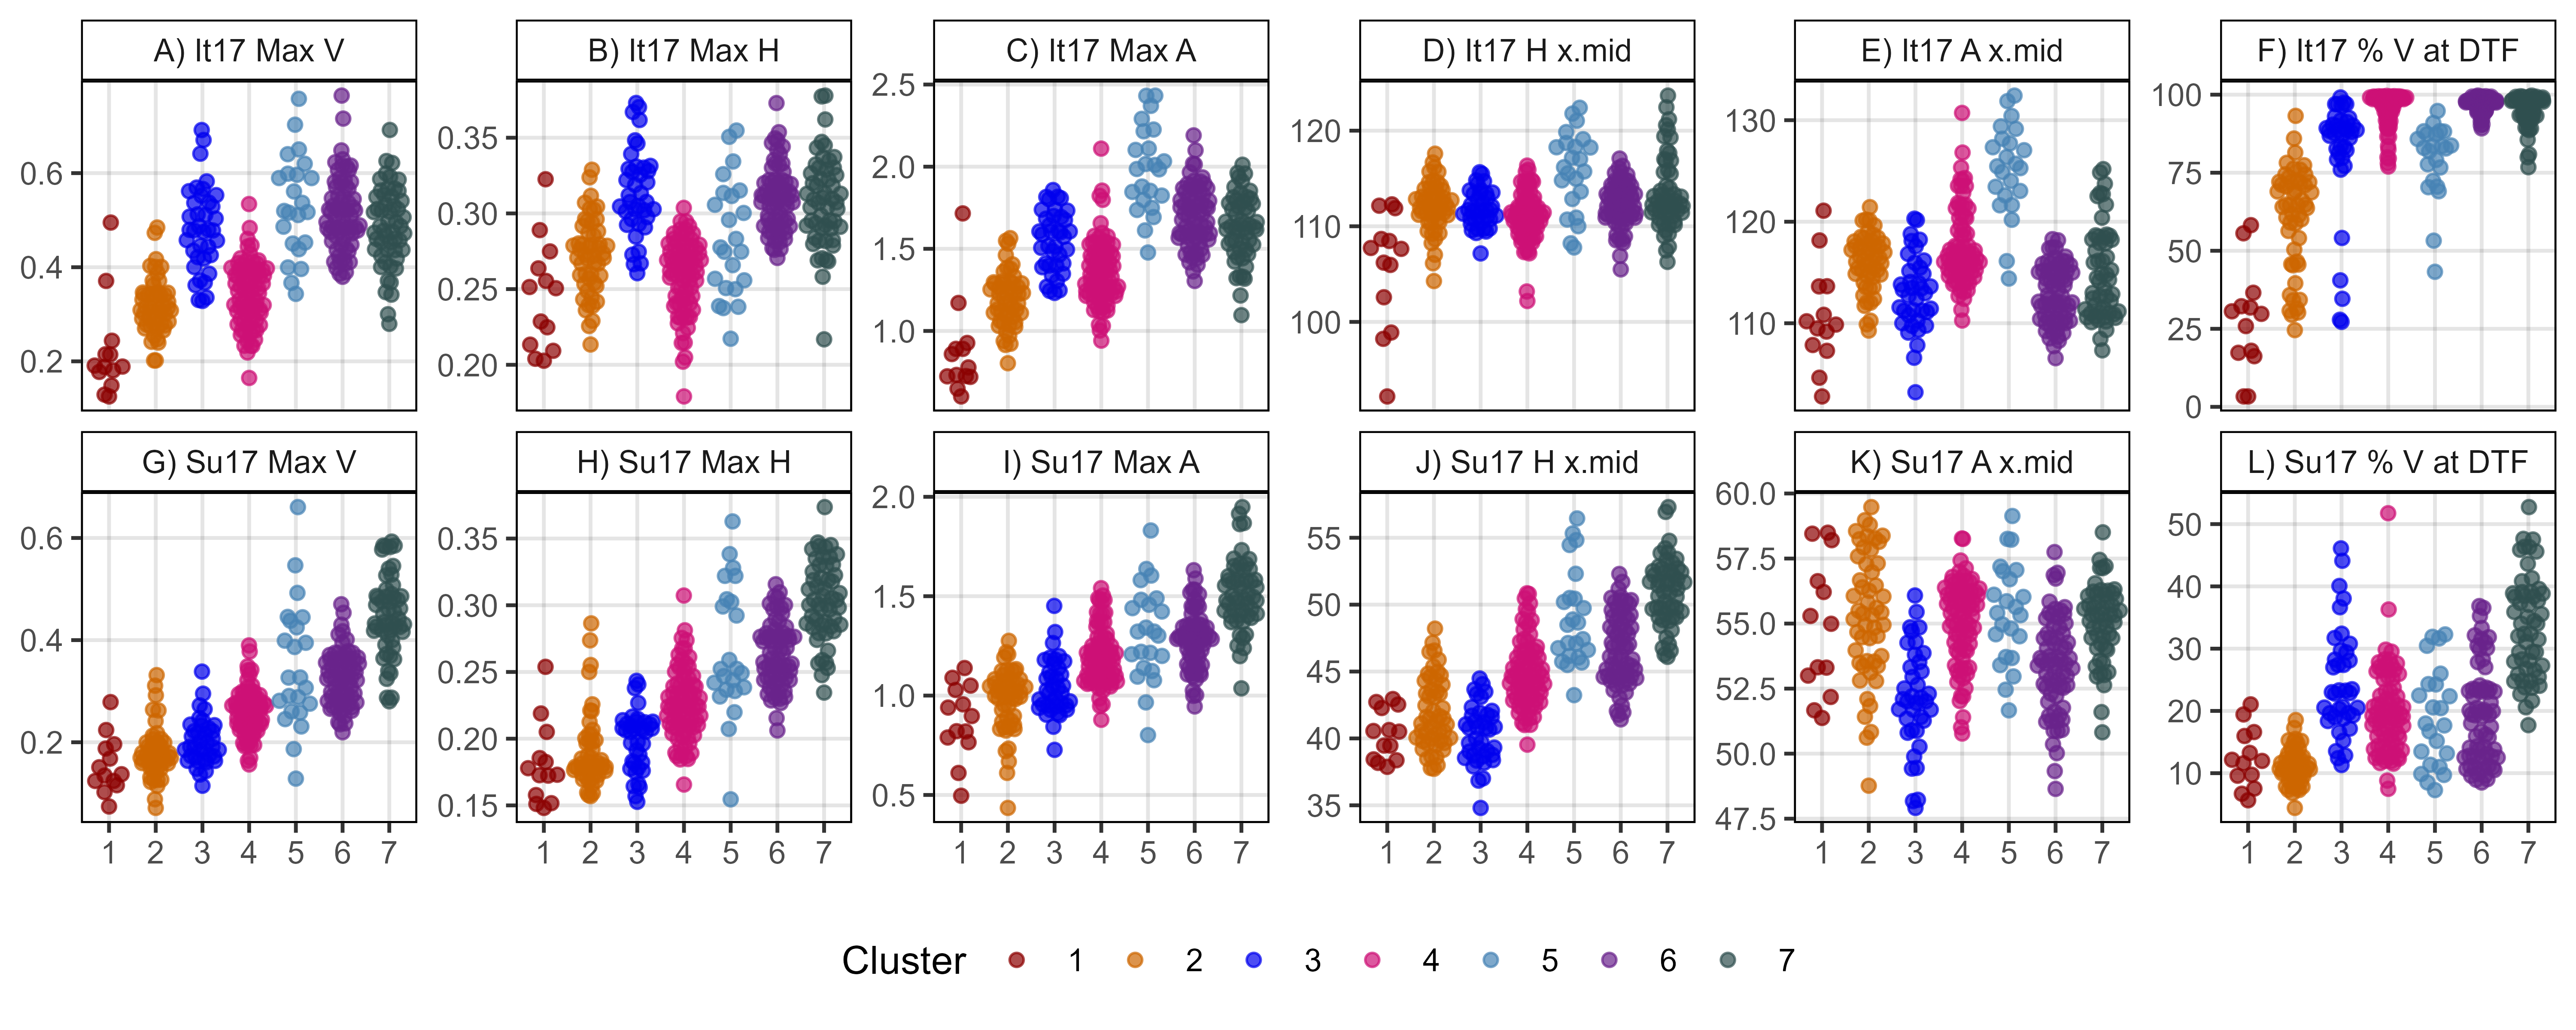 A) It17 Max V
B) It17 Max H
C) It17 Max A
D) It17 H x.mid
E) It17 A x.mid
F) It17 % V at DTF
0.6
0.4
0.2
0.35
0.30
0.25
0.20
2.5
2.0
1.5
1.0
120
110
100
130
120
110
100
75
50
25
0
G) Su17 Max V
H) Su17 Max H
I) Su17 Max A
J) Su17 H x.mid
K) Su17 A x.mid
L) Su17 % V at DTF
0.6
0.4
0.2
0.35
0.30
0.25
0.20
0.15
2.0
1.5
1.0
0.5
55
50
45
40
35
60.0
57.5
55.0
52.5
50.0
47.5
50
40
30
20
10
1 2 3 4 5 6 7
1 2 3 4 5 6 7
1 2 3 4 5 6 7
1 2 3 4 5 6 7
1 2 3 4 5 6 7
1 2 3 4 5 6 7
Cluster 1 2 3 4 5 6 7